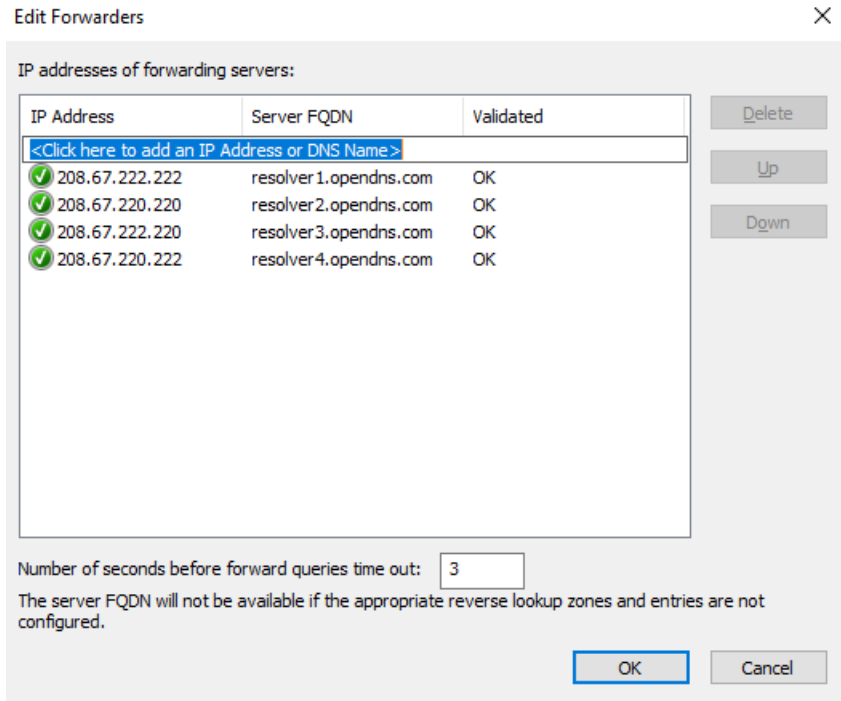 Edit Forwarders
IP addresses of forwarding servers:
IP Address Server FQDN Validated
<Click here to add an IP Address or DNS Name>
208.67.222.222 resolver1.opendns.com OK
208.67.220.220 resolver2.opendns.com OK
208.67.222.220 resolver3.opendns.com OK
208.67.220.222 resolver4.opendns.com OK
Delete
Up
Down
Number of seconds before forward queries time out: 3
The server FQDN will not be available if the appropriate reverse lookup zones and entries are not
configured.
OK Cancel